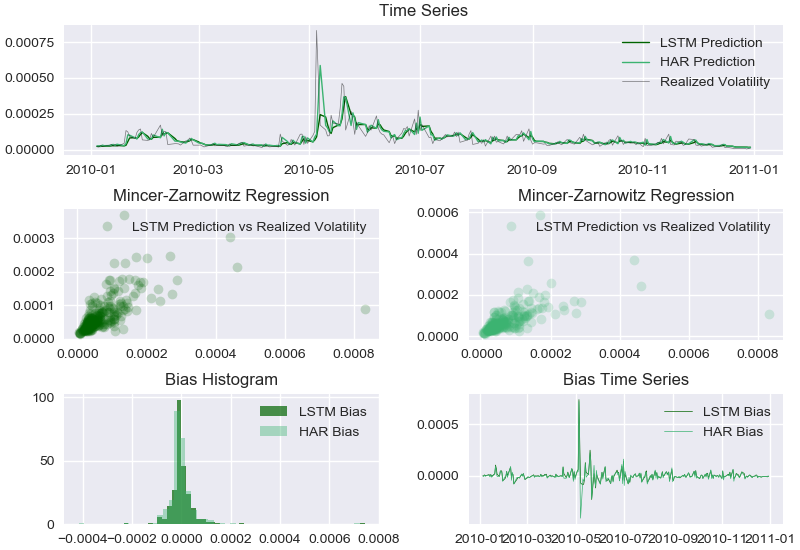 Time Series
0.00075
0.00050
0.00025
0.00000
LSTM Prediction
HAR Prediction
Realized Volatility
2010-01 2010-03 2010-05 2010-07 2010-09 2010-11 2011-01
Mincer-Zarnowitz Regression
0.0003
0.0002
0.0001
0.0000
LSTM Prediction vs Realized Volatility
0.0000 0.0002 0.0004 0.0006 0.0008
Mincer-Zarnowitz Regression
0.0006
0.0004
0.0002
0.0000
LSTM Prediction vs Realized Volatility
0.0000 0.0002 0.0004 0.0006 0.0008
Bias Histogram
100
50
0
LSTM Bias
HAR Bias
−0.0004 −0.0002 0.0000 0.0002 0.0004 0.0006 0.0008
Bias Time Series
0.0005
0.0000
LSTM Bias
HAR Bias
2010-01 2010-03 2010-05 2010-07 2010-09 2010-11 2011-01